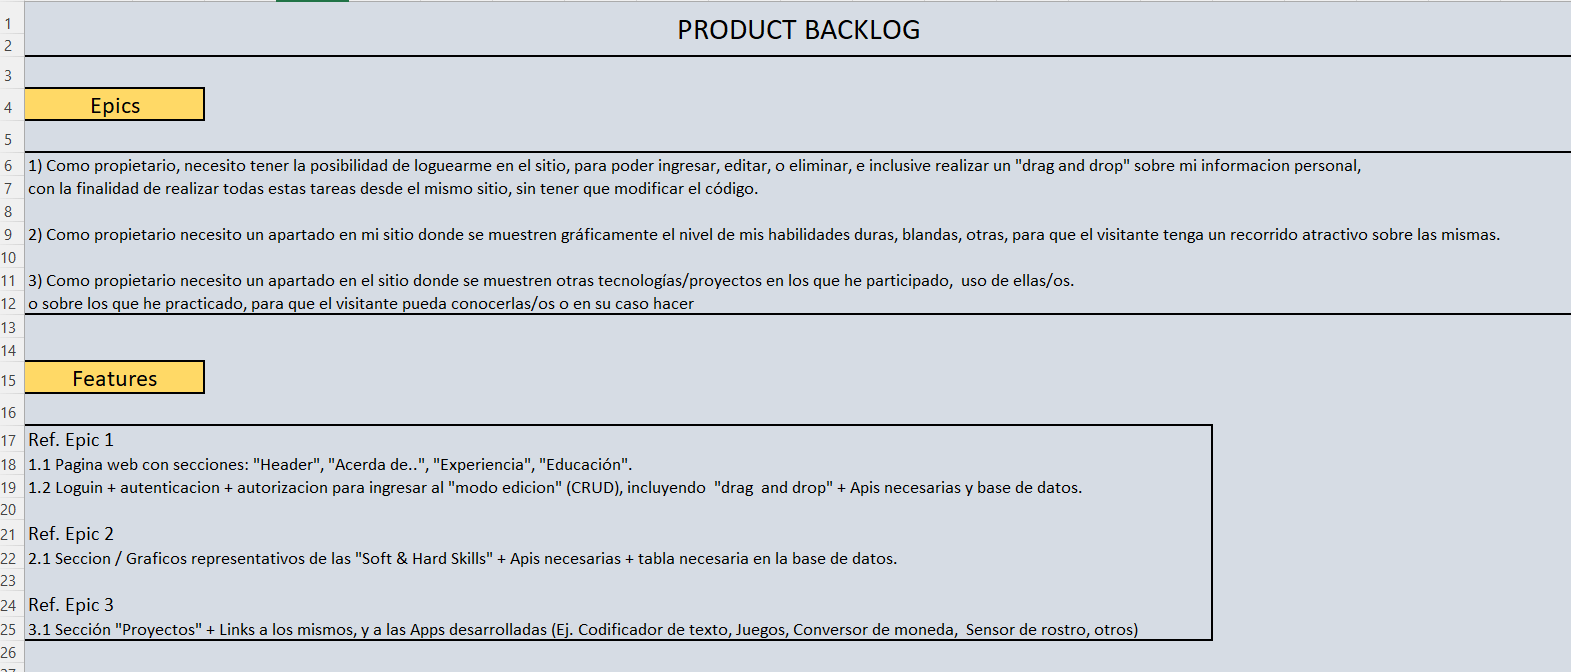 PRODUCT BACKLOG
1
2
3
4
Epics
5
6
1) Como propietario, necesito tener la posibilidad de loguearme en el sitio, para poder ingresar, editar, o eliminar, e inclusive realizar un "drag and drop" sobre mi informacion personal,
7
con la finalidad de realizar todas estas tareas desde el mismo sitio, sin tener que modificar el código.
8
9
2) Como propietario necesito un apartado en mi sitio donde se muestren gráficamente el nivel de mis habilidades duras, blandas, otras, para que el visitante tenga un recorrido atractivo sobre las mismas.
10
11
3) Como propietario necesito un apartado en el sitio donde se muestren otras tecnologías/proyectos en los que he participado,  uso de ellas/os.
12
o sobre los que he practicado, para que el visitante pueda conocerlas/os o en su caso hacer
13
14
15
Features
16
17
Ref. Epic 1
18
1.1 Pagina web con secciones: "Header", "Acerda de..", "Experiencia", "Educación".
19
1.2 Loguin + autenticacion + autorizacion para ingresar al "modo edicion" (CRUD), incluyendo  "drag  and drop" + Apis necesarias y base de datos.
20
21
Ref. Epic 2
22
2.1 Seccion / Graficos representativos de las "Soft & Hard Skills" + Apis necesarias + tabla necesaria en la base de datos.
23
24
Ref. Epic 3
25
3.1 Sección "Proyectos" + Links a los mismos, y a las Apps desarrolladas (Ej. Codificador de texto, Juegos, Conversor de moneda,  Sensor de rostro, otros)
26